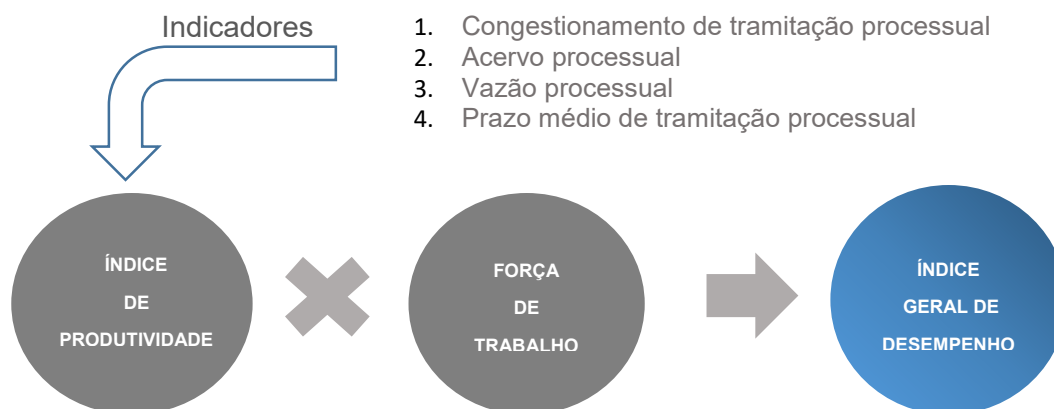 Indicadores
1. Congestionamento de tramitação processual
2. Acervo processual
3. Vazão processual
4. Prazo médio de tramitação processual
ÍNDICE
DE
PRODUTIVIDADE
FORÇA
DE
TRABALHO
ÍNDICE
GERAL DE
DESEMPENHO